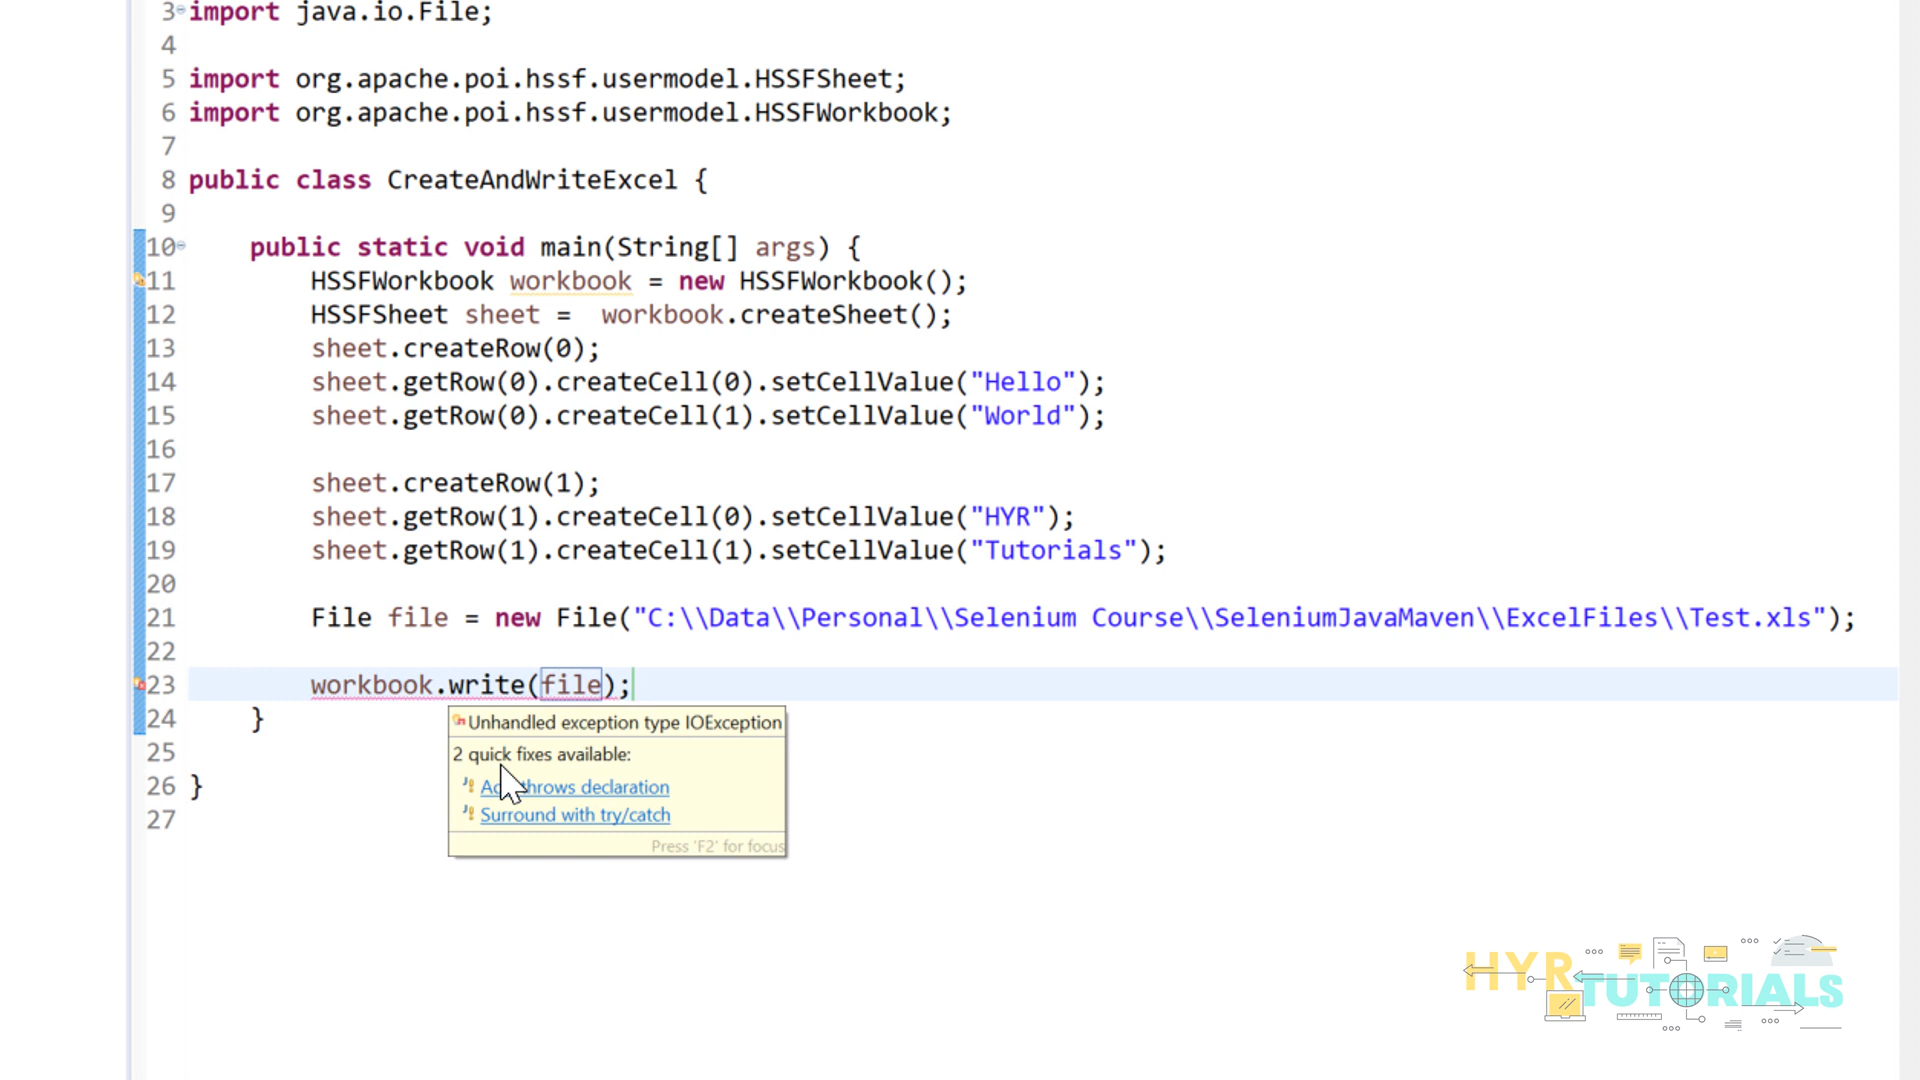 3 import java.io.File;
4
5 import org.apache.poi.hssf.usermodel.HSSFSheet;
6 import org.apache.poi.hssf.usermodel.HSSFWorkbook;
7
8 public class CreateAndWriteExcel {
9
10 public static void main(String[] args) {
11 HSSFWorkbook workbook = new HSSFWorkbook();
12 HSSFSheet sheet =  workbook.createSheet();
13 sheet.createRow(0);
14 sheet.getRow(0).createCell(0).setCellValue("Hello");
15 sheet.getRow(0).createCell(1).setCellValue("World");
16
17 sheet.createRow(1);
18 sheet.getRow(1).createCell(0).setCellValue("HYR");
19 sheet.getRow(1).createCell(1).setCellValue("Tutorials");
20
21 File file = new File("C:\\Data\\Personal\\Selenium Course\\SeleniumJavaMaven\\ExcelFiles\\Test.xls");
22
23 workbook.write(file);
24 }
25
26 }
27
Unhandled exception type IOException
2 quick fixes available:
throws declaration
Surround with try/catch
Press 'F2' for focus
HYR TUTORIALS